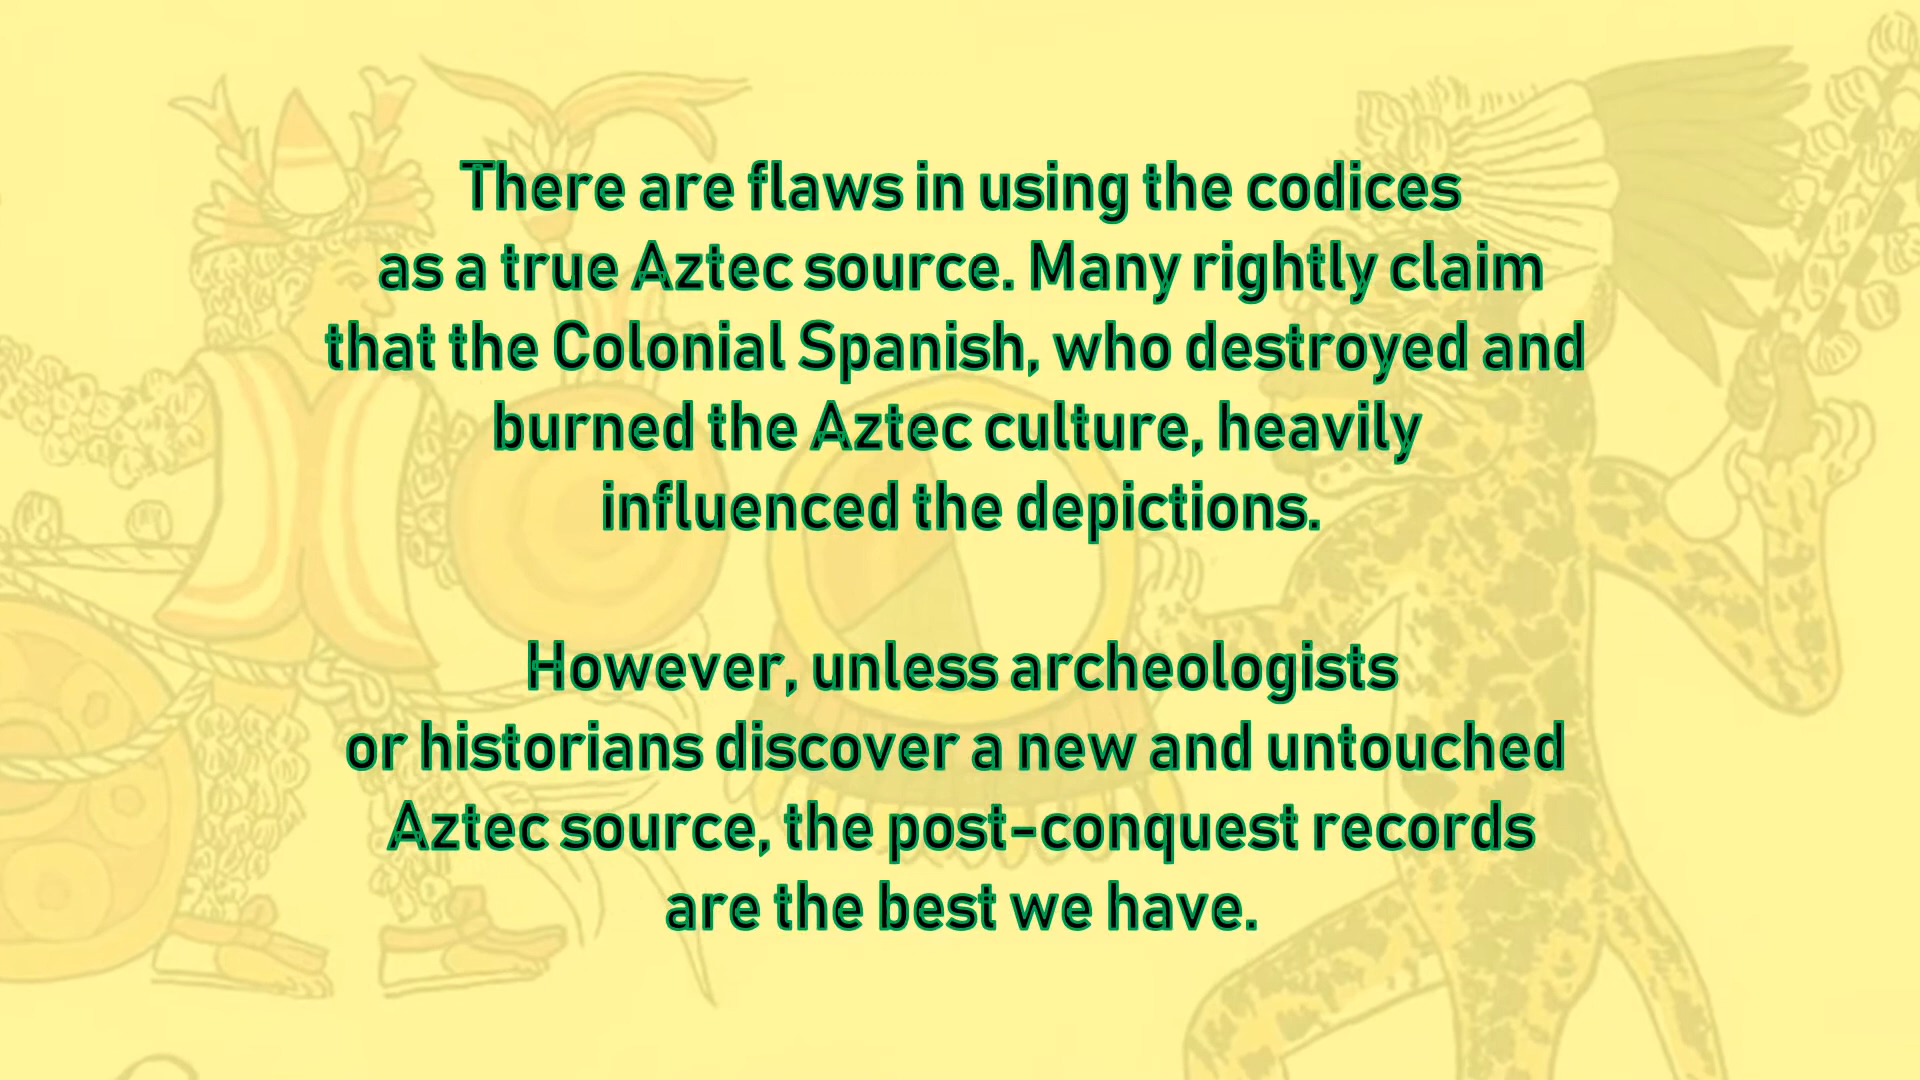 There are flaws in using the codices
as a true Aztec source. Many rightly claim
that the Colonial Spanish, who destroyed and
burned the Aztec culture, heavily
influenced the depictions.
However, unless archeologists
or historians discover a new and untouched
Aztec source, the post-conquest records
are the best we have.